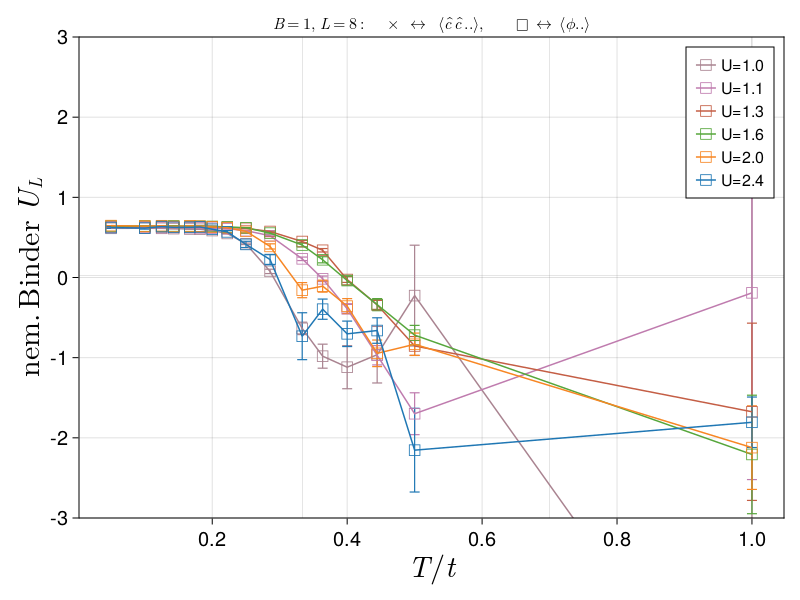 B = 1, L = 8 :   × ↔ ⟨ĉ ĉ ..⟩,   □ ↔ ⟨ϕ..⟩
3
2
1
0
-1
-2
-3
nem. Binder U_L
U=1.0
U=1.1
U=1.3
U=1.6
U=2.0
U=2.4
0.2 0.4 0.6 0.8 1.0
T/t